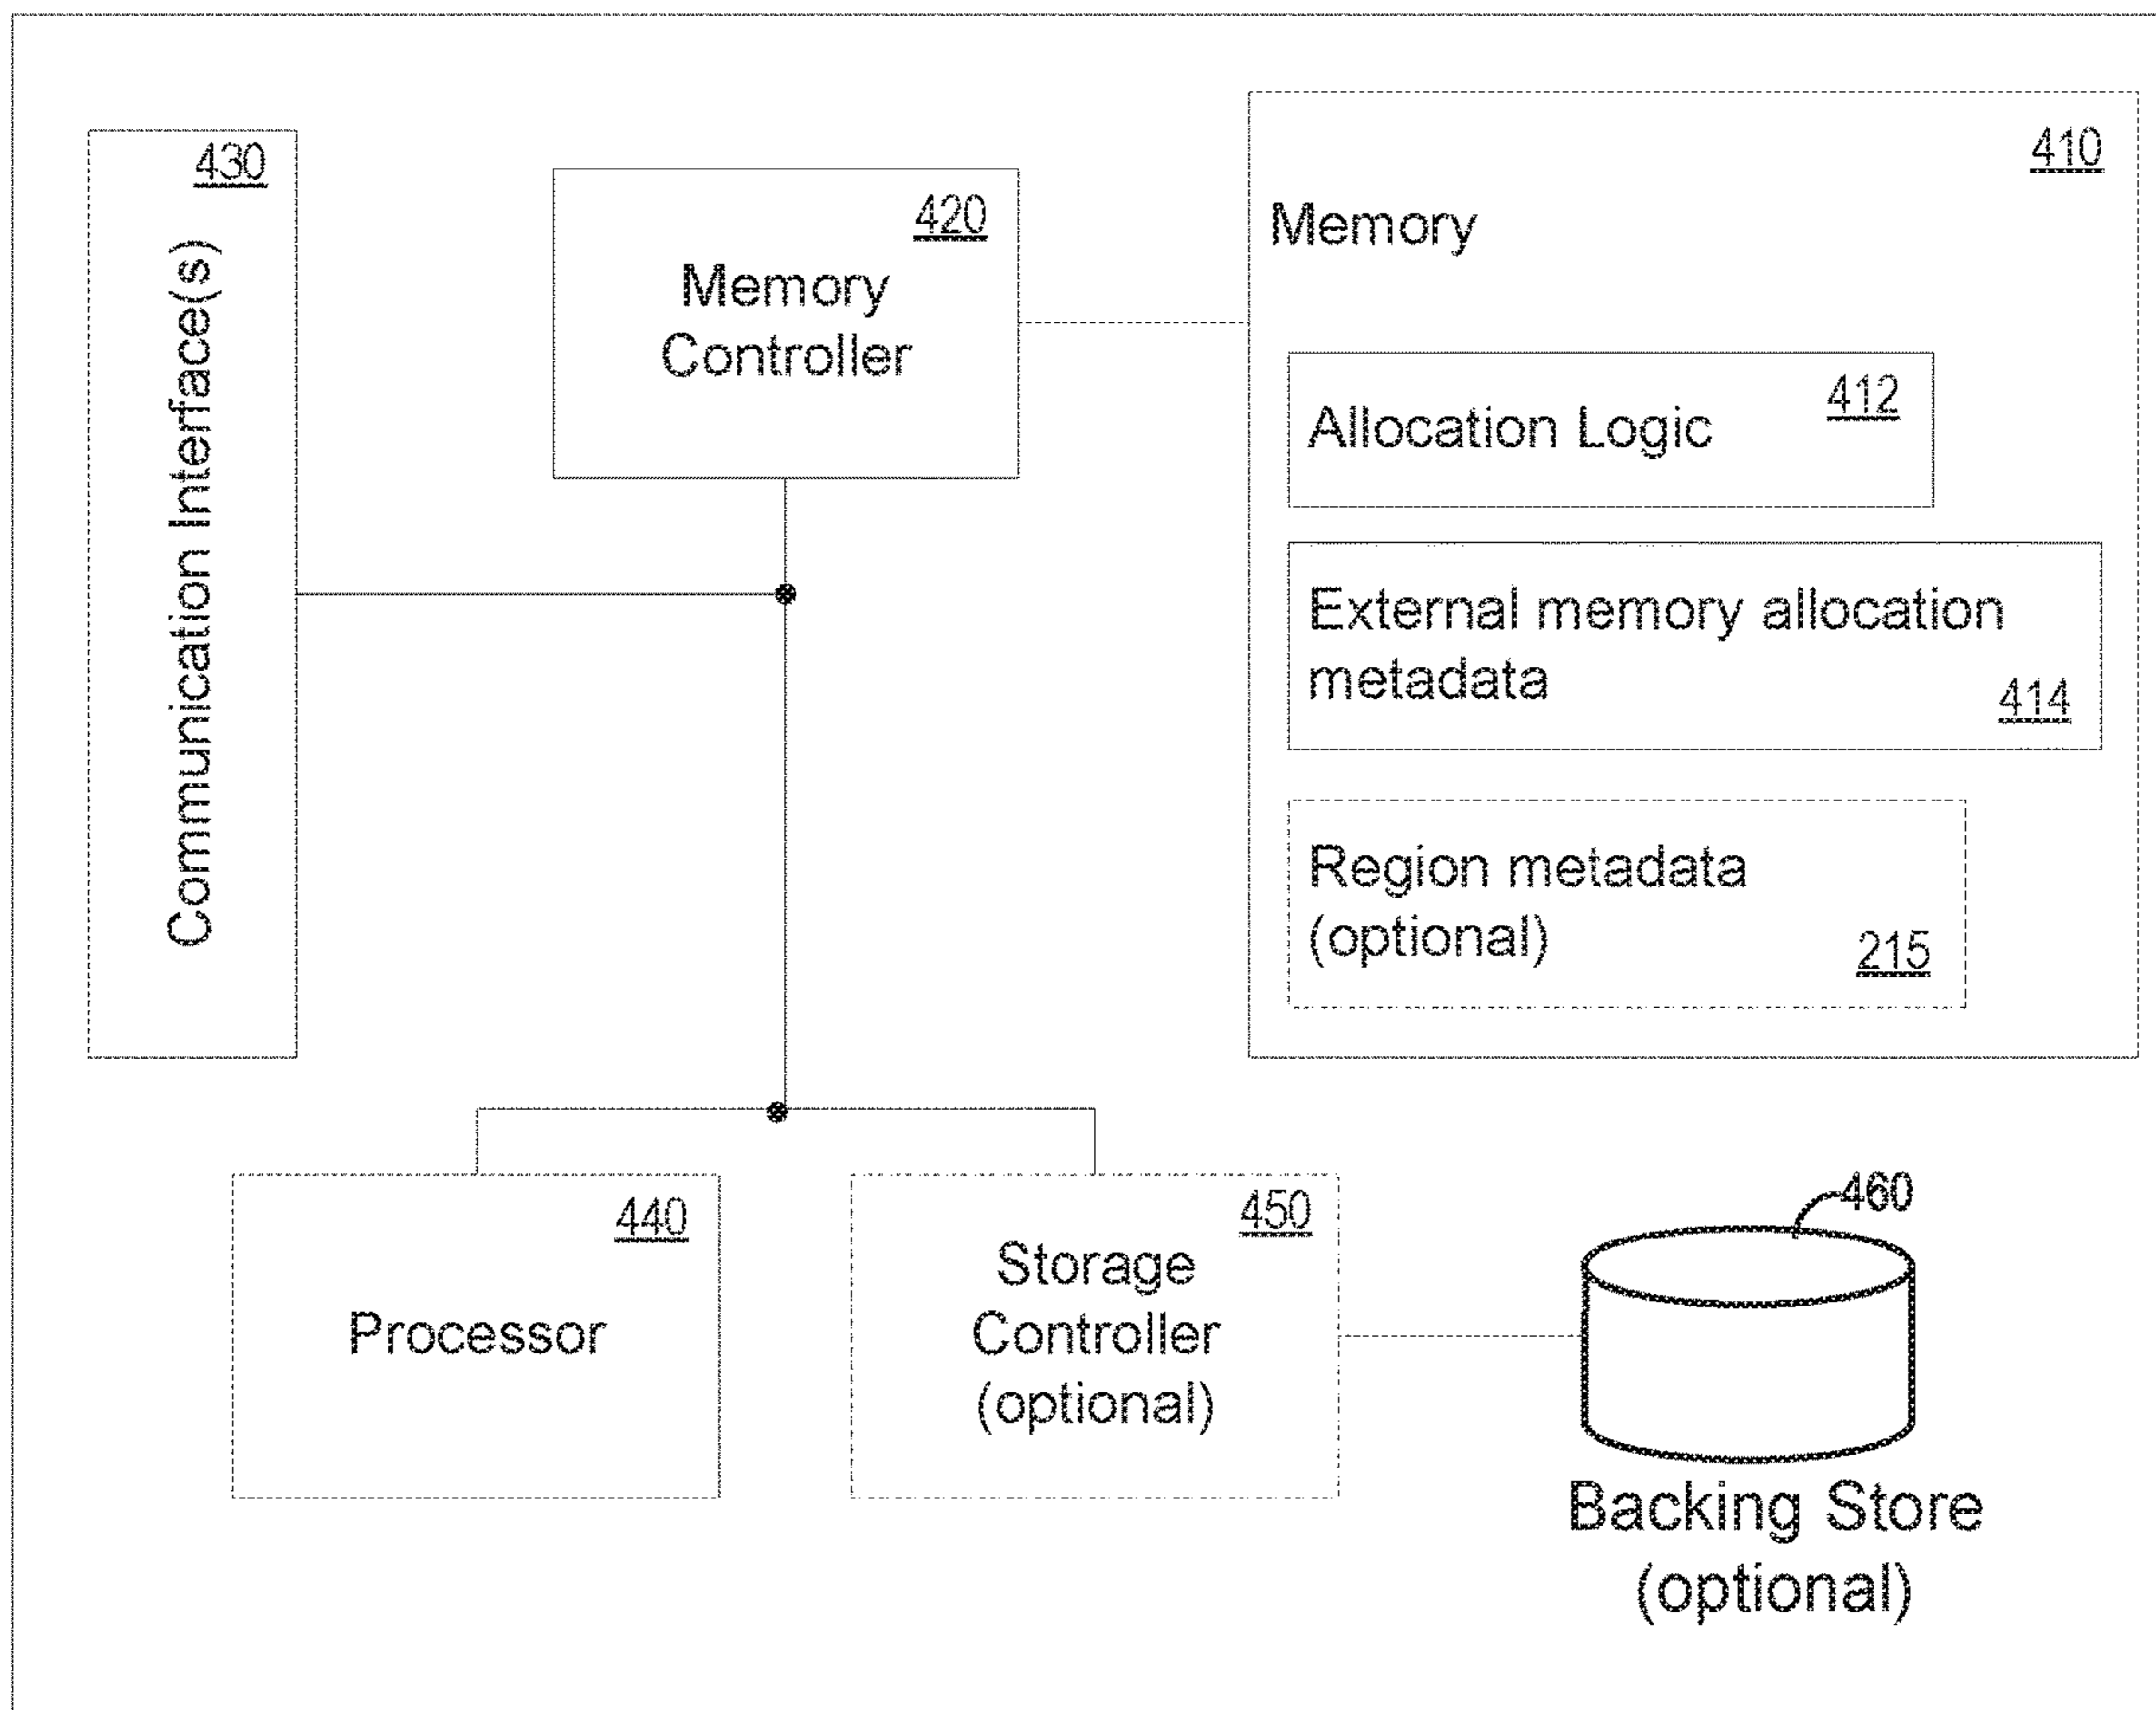 430
Communication Interface(s)
420
Memory
Controller
410
Memory
412
Allocation Logic
External memory allocation
metadata
414
Region metadata
(optional)
215
440
Processor
450
Storage
Controller
(optional)
460
Backing Store
(optional)